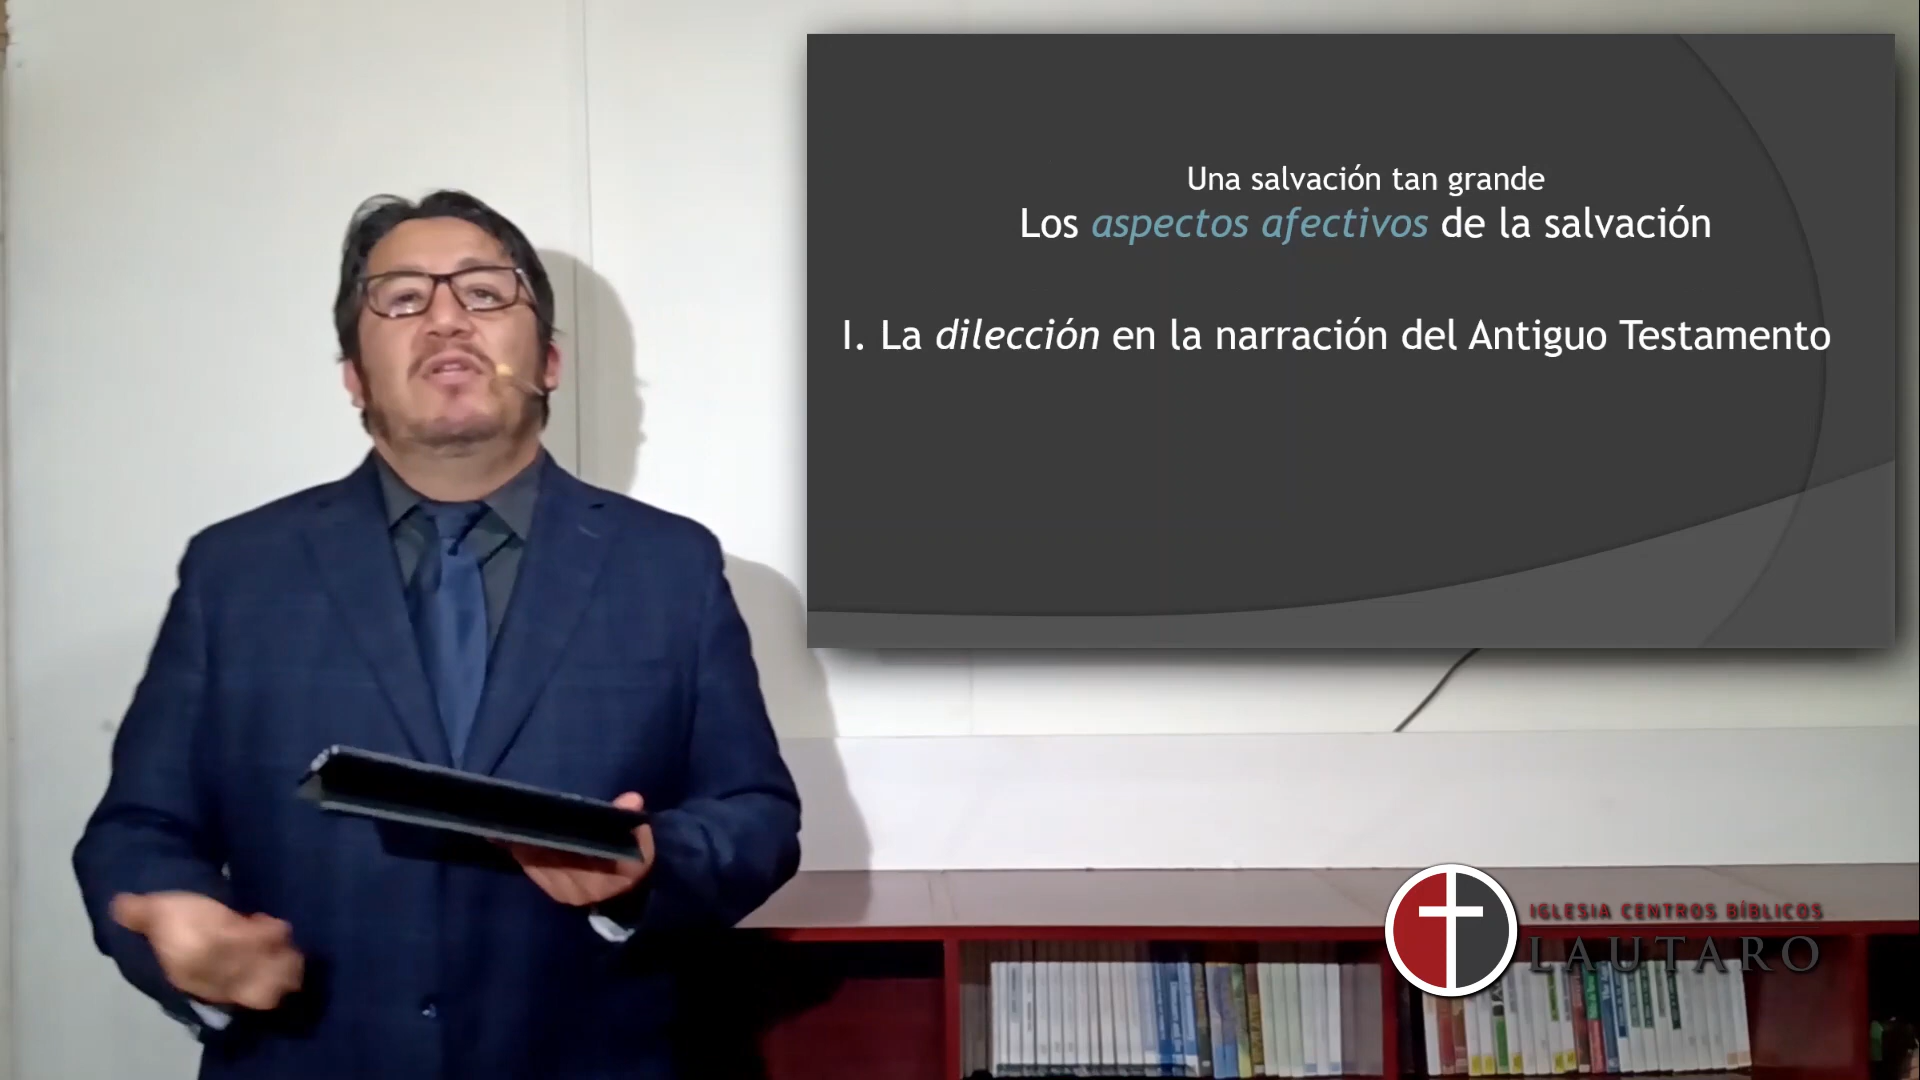 Una salvación tan grande
Los aspectos afectivos de la salvación
I. La dilección en la narración del Antiguo Testamento
IGLESIA CENTROS BÍBLICOS
LAUTARO